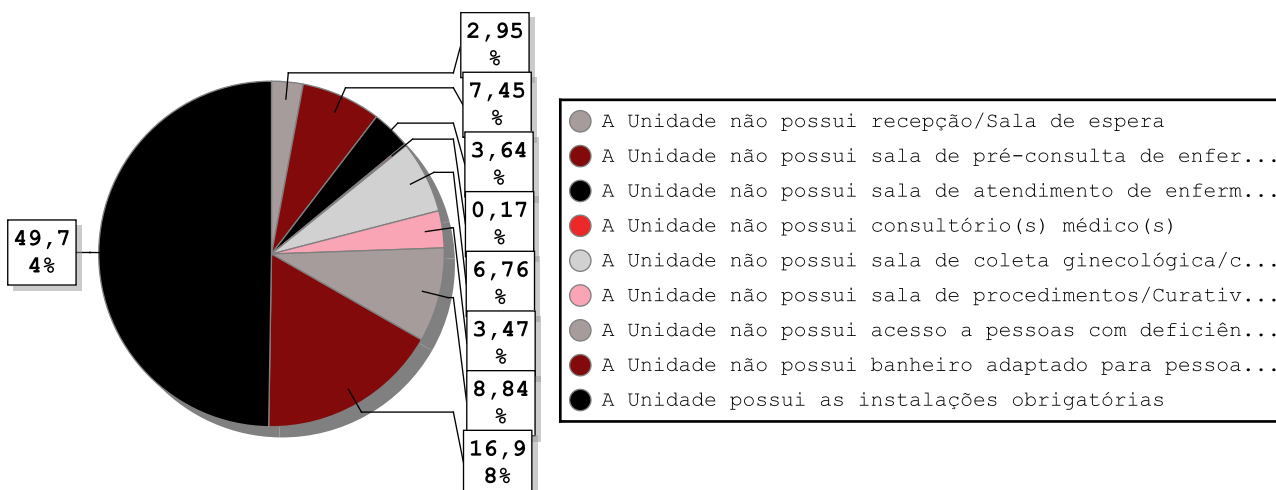 2,95
%
7,45
%
3,64
%
0,17
%
6,76
%
3,47
%
8,84
%
16,9
8%
49,7
4%
A Unidade não possui recepção/Sala de espera
A Unidade não possui sala de pré-consulta de enfer...
A Unidade não possui sala de atendimento de enferm...
A Unidade não possui consultório(s) médico(s)
A Unidade não possui sala de coleta ginecológica/c...
A Unidade não possui sala de procedimentos/Curativ...
A Unidade não possui acesso a pessoas com deficiên...
A Unidade não possui banheiro adaptado para pessoa...
A Unidade possui as instalações obrigatórias